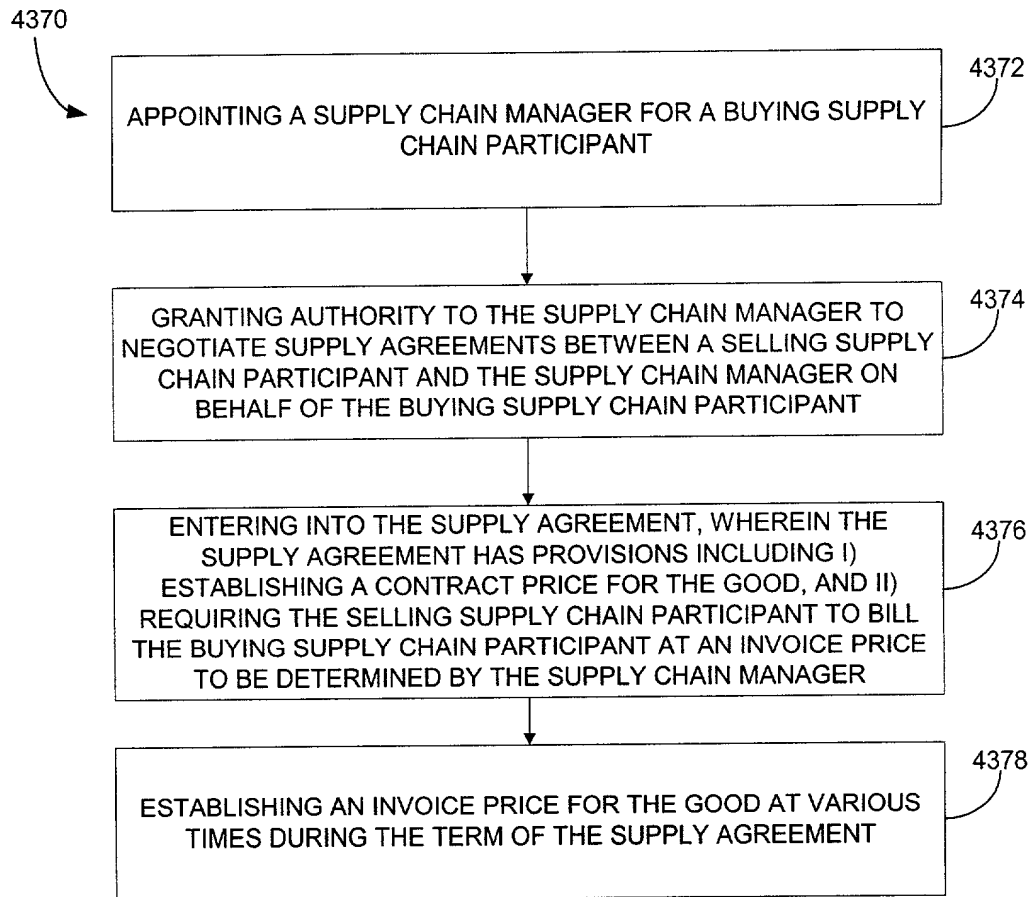 4370
4372
APPOINTING A SUPPLY CHAIN MANAGER FOR A BUYING SUPPLY
CHAIN PARTICIPANT
4374
GRANTING AUTHORITY TO THE SUPPLY CHAIN MANAGER TO
NEGOTIATE SUPPLY AGREEMENTS BETWEEN A SELLING SUPPLY
CHAIN PARTICIPANT AND THE SUPPLY CHAIN MANAGER ON
BEHALF OF THE BUYING SUPPLY CHAIN PARTICIPANT
4376
ENTERING INTO THE SUPPLY AGREEMENT, WHEREIN THE
SUPPLY AGREEMENT HAS PROVISIONS INCLUDING I)
ESTABLISHING A CONTRACT PRICE FOR THE GOOD, AND II)
REQUIRING THE SELLING SUPPLY CHAIN PARTICIPANT TO BILL
THE BUYING SUPPLY CHAIN PARTICIPANT AT AN INVOICE PRICE
TO BE DETERMINED BY THE SUPPLY CHAIN MANAGER
4378
ESTABLISHING AN INVOICE PRICE FOR THE GOOD AT VARIOUS
TIMES DURING THE TERM OF THE SUPPLY AGREEMENT